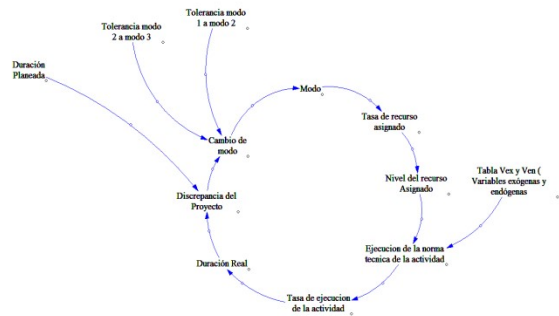 Tolerancia modo
2 a modo 3
Tolerancia modo
1 a modo 2
Duración
Planeada
Modo
Tasa de recurso
asignado
Cambio de
modo
Nivel del recurso
Asignado
Tabla Vex y Ven (
Variables exógenas y
endógenas
Discrepancia del
Proyecto
Ejecucion de la norma
tecnica de la actividad
Duración Real
Tasa de ejecucion
de la actividad